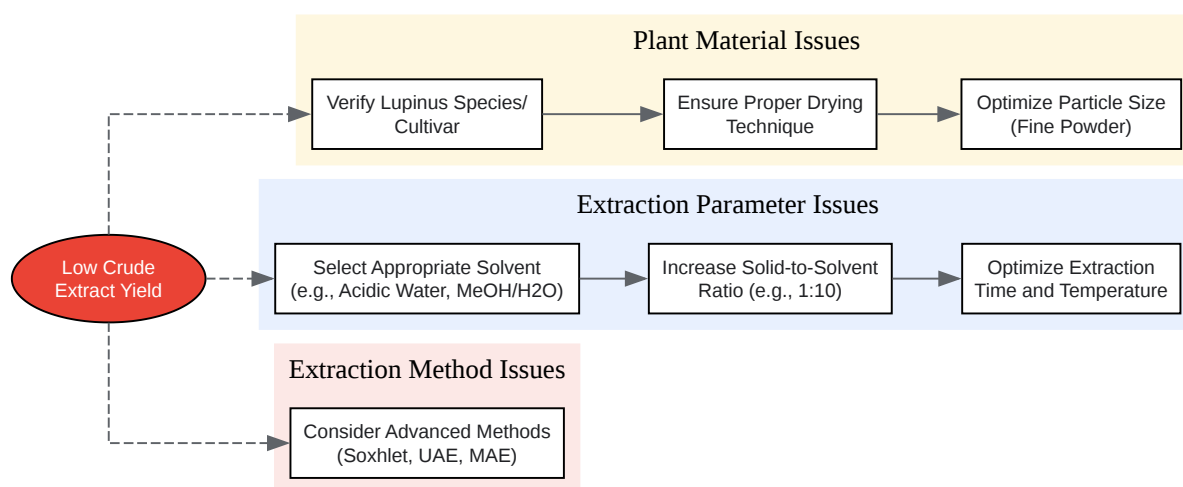 Plant Material Issues
Verify Lupinus Species/
Cultivar
Ensure Proper Drying
Technique
Optimize Particle Size
(Fine Powder)
Extraction Parameter Issues
Low Crude
Extract Yield
Select Appropriate Solvent
(e.g., Acidic Water, MeOH/H2O)
Increase Solid-to-Solvent
Ratio (e.g., 1:10)
Optimize Extraction
Time and Temperature
Extraction Method Issues
Consider Advanced Methods
(Soxhlet, UAE, MAE)